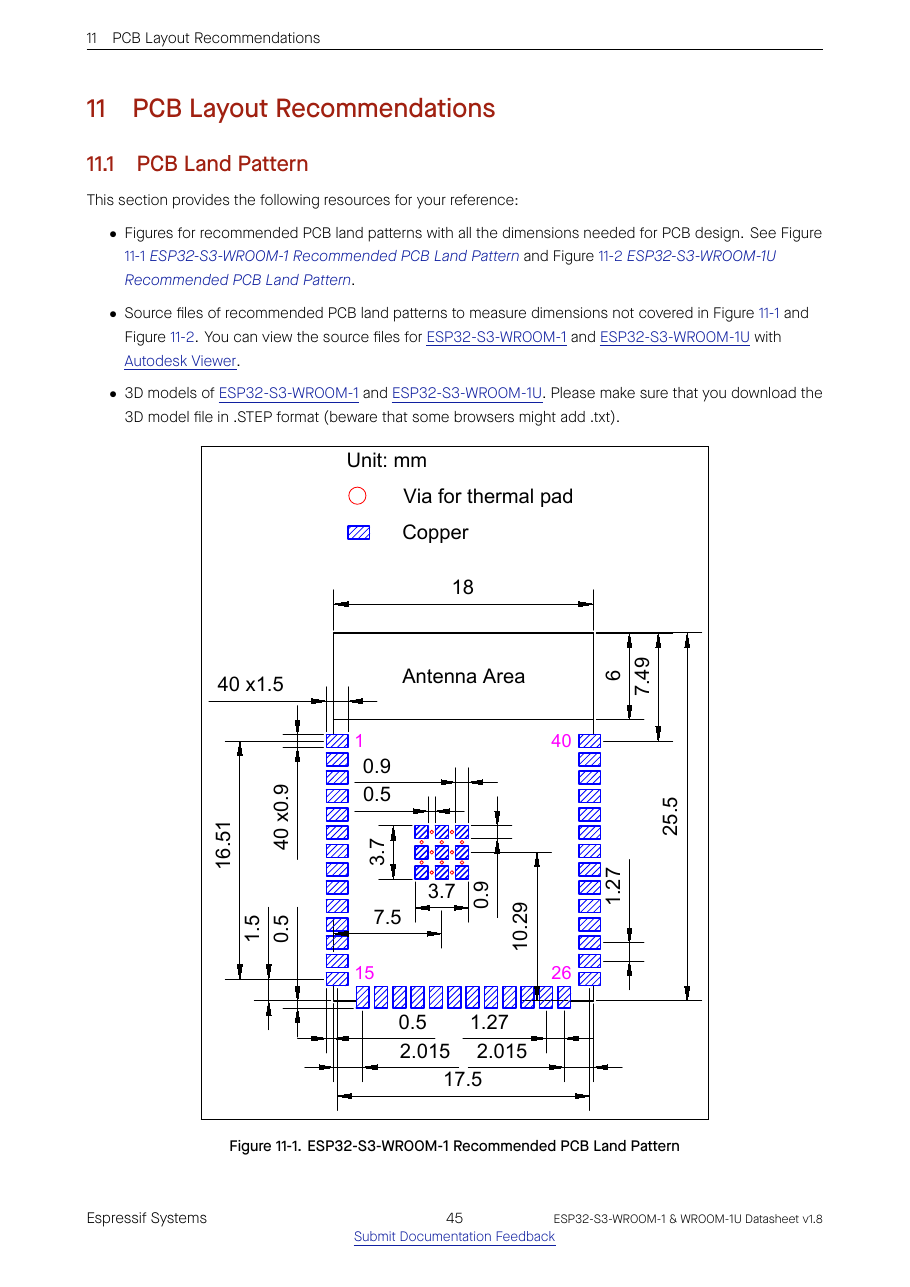 11 PCB Layout Recommendations
11 PCB Layout Recommendations
11.1 PCB Land Pattern
This section provides the following resources for your reference:
• Figures for recommended PCB land patterns with all the dimensions needed for PCB design. See Figure
11-1 ESP32-S3-WROOM-1 Recommended PCB Land Pattern and Figure 11-2 ESP32-S3-WROOM-1U
Recommended PCB Land Pattern.
• Source files of recommended PCB land patterns to measure dimensions not covered in Figure 11-1 and
Figure 11-2. You can view the source files for ESP32-S3-WROOM-1 and ESP32-S3-WROOM-1U with
Autodesk Viewer.
• 3D models of ESP32-S3-WROOM-1 and ESP32-S3-WROOM-1U. Please make sure that you download the
3D model file in .STEP format (beware that some browsers might add .txt).
Unit: mm
Via for thermal pad
Copper
18
Antenna Area
6
7.49
40 x1.5
1
40
0.9
0.5
40 x0.9
16.51
25.5
3.7
3.7
0.9
1.27
7.5
10.29
1.5
0.5
15
26
0.5
1.27
2.015
2.015
17.5
Figure 11-1. ESP32-S3-WROOM-1 Recommended PCB Land Pattern
Espressif Systems
45
ESP32-S3-WROOM-1 & WROOM-1U Datasheet v1.8
Submit Documentation Feedback